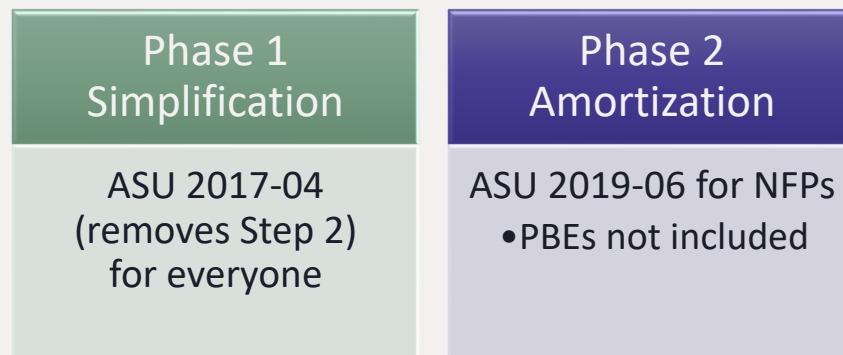 Phase 1
Simplification
ASU 2017-04
(removes Step 2)
for everyone
Phase 2
Amortization
ASU 2019-06 for NFPs
•PBEs not included